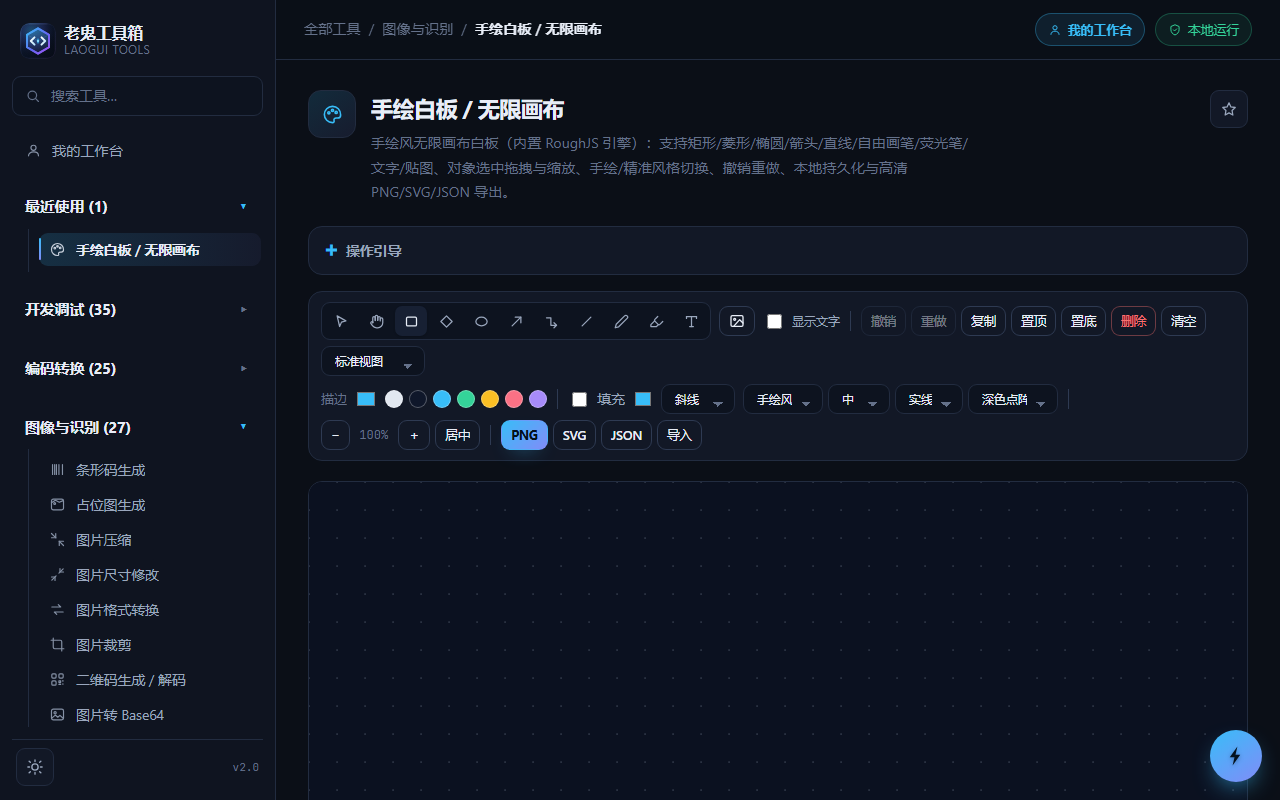 老鬼工具箱
LAOGUI TOOLS
搜索工具...
我的工作台
最近使用 (1)
手绘白板 / 无限画布
开发调试 (35)
编码转换 (25)
图像与识别 (27)
条形码生成
占位图生成
图片压缩
图片尺寸修改
图片格式转换
图片裁剪
二维码生成 / 解码
图片转 Base64
v2.0
全部工具 / 图像与识别 / 手绘白板 / 无限画布
我的工作台
本地运行
手绘白板 / 无限画布
手绘风无限画布白板（内置 RoughJS 引擎）：支持矩形/菱形/椭圆/箭头/直线/自由画笔/荧光笔/
文字/贴图、对象选中拖拽与缩放、手绘/精准风格切换、撤销重做、本地持久化与高清
PNG/SVG/JSON 导出。
操作引导
显示文字 撤销 重做 复制 置顶 置底 删除 清空
标准视图
描边 填充 斜线 手绘风 中 实线 深色点阵
− 100% + 居中 PNG SVG JSON 导入